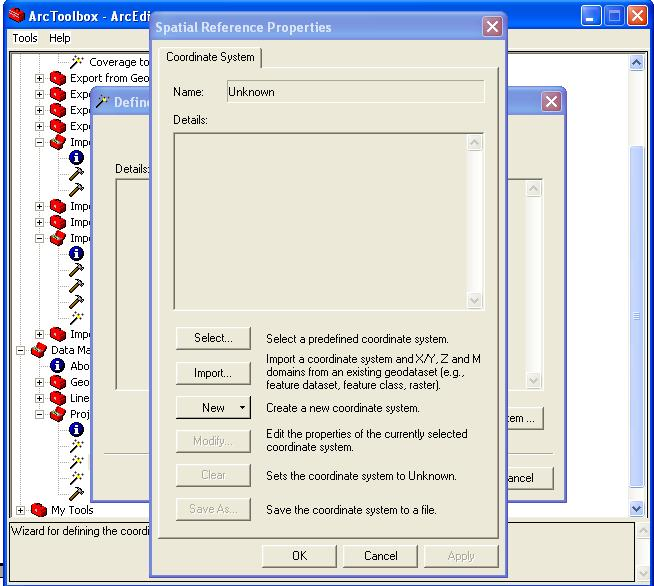 ArcToolbox - ArcEdi
Tools Help
Coverage to
Export from Geo
Expo
Expo
Expo
Impo
Impo
Impo
Impo
Impo
Data Ma
Abo
Geo
Line
Proj
My Tools
Wizard for defining the coordi
Define
Details:
tem ...
ancel
Spatial Reference Properties
Coordinate System
Name: Unknown
Details:
Select... Select a predefined coordinate system.
Import... Import a coordinate system and X/Y, Z and M
domains from an existing geodataset (e.g.,
feature dataset, feature class, raster).
New Create a new coordinate system.
Modify... Edit the properties of the currently selected
coordinate system.
Clear Sets the coordinate system to Unknown.
Save As... Save the coordinate system to a file.
OK Cancel Apply